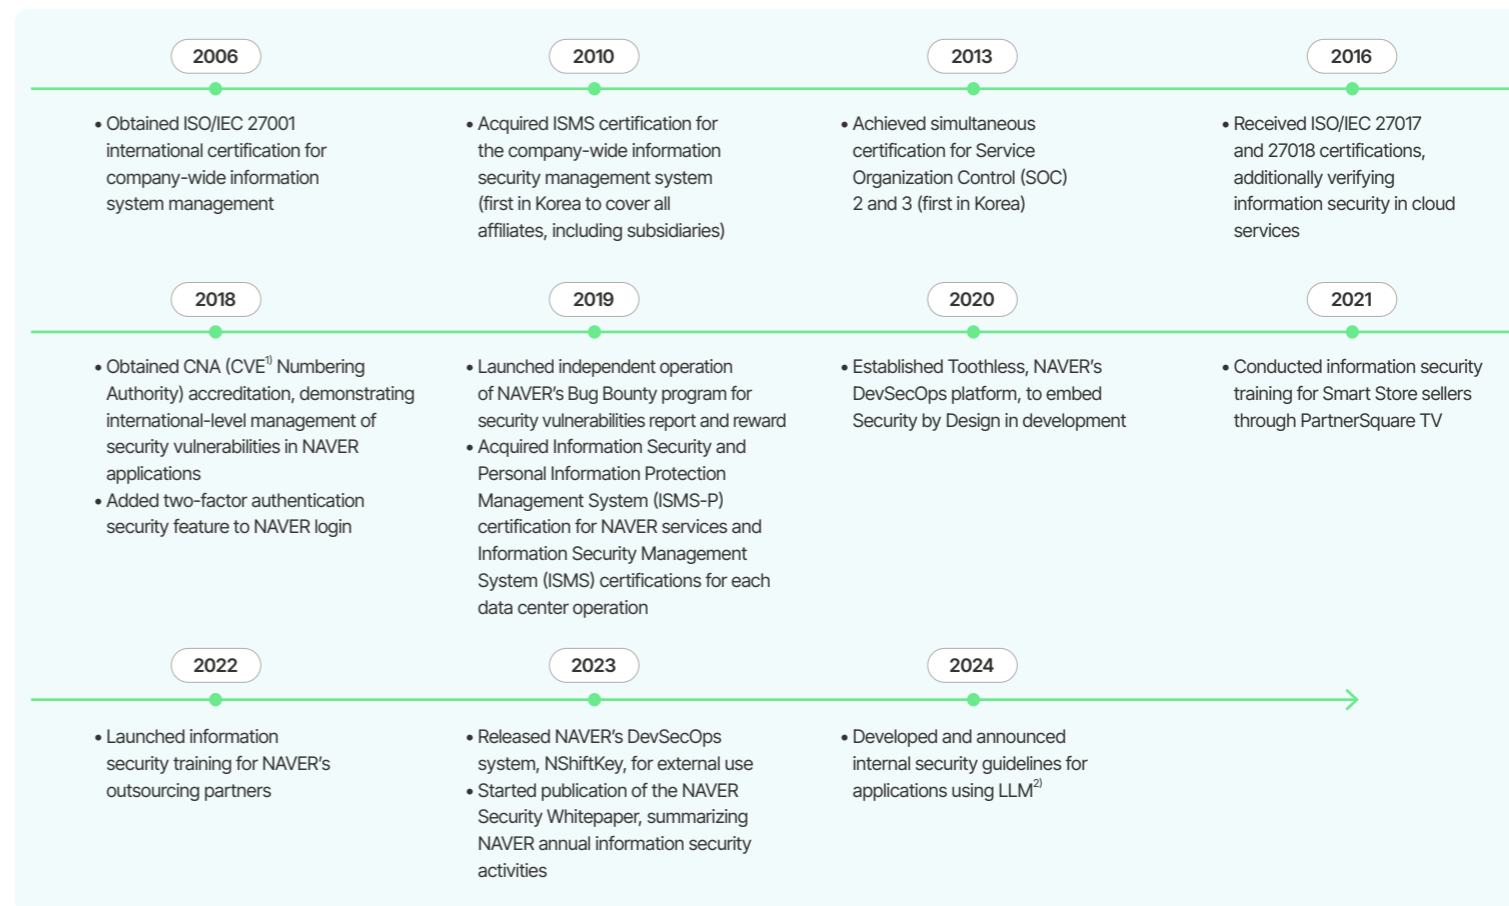 2006
• Obtained ISO/IEC 27001
international certification for
company-wide information
system management
2010
• Acquired ISMS certification for
the company-wide information
security management system
(first in Korea to cover all
affiliates, including subsidiaries)
2013
• Achieved simultaneous
certification for Service
Organization Control (SOC)
2 and 3 (first in Korea)
2016
• Received ISO/IEC 27017
and 27018 certifications,
additionally verifying
information security in cloud
services
2018
• Obtained CNA (CVE1) Numbering
Authority) accreditation, demonstrating
international-level management of
security vulnerabilities in NAVER
applications
• Added two-factor authentication
security feature to NAVER login
2019
• Launched independent operation
of NAVER’s Bug Bounty program for
security vulnerabilities report and reward
• Acquired Information Security and
Personal Information Protection
Management System (ISMS-P)
certification for NAVER services and
Information Security Management
System (ISMS) certifications for each
data center operation
2020
• Established Toothless, NAVER’s
DevSecOps platform, to embed
Security by Design in development
2021
• Conducted information security
training for Smart Store sellers
through PartnerSquare TV
2022
• Launched information
security training for NAVER’s
outsourcing partners
2023
• Released NAVER’s DevSecOps
system, NShiftKey, for external use
• Started publication of the NAVER
Security Whitepaper, summarizing
NAVER annual information security
activities
2024
• Developed and announced
internal security guidelines for
applications using LLM2)